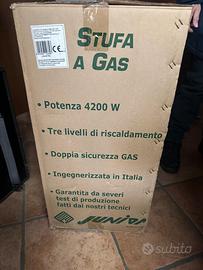 STUFA
A GAS
• Potenza 4200 W
• Tre livelli di riscaldamento
• Doppia sicurezza GAS
• Ingegnerizzata in Italia
• Garantita da severi
test di produzione
fatti dai nostri tecnici
JUNIOR
subito